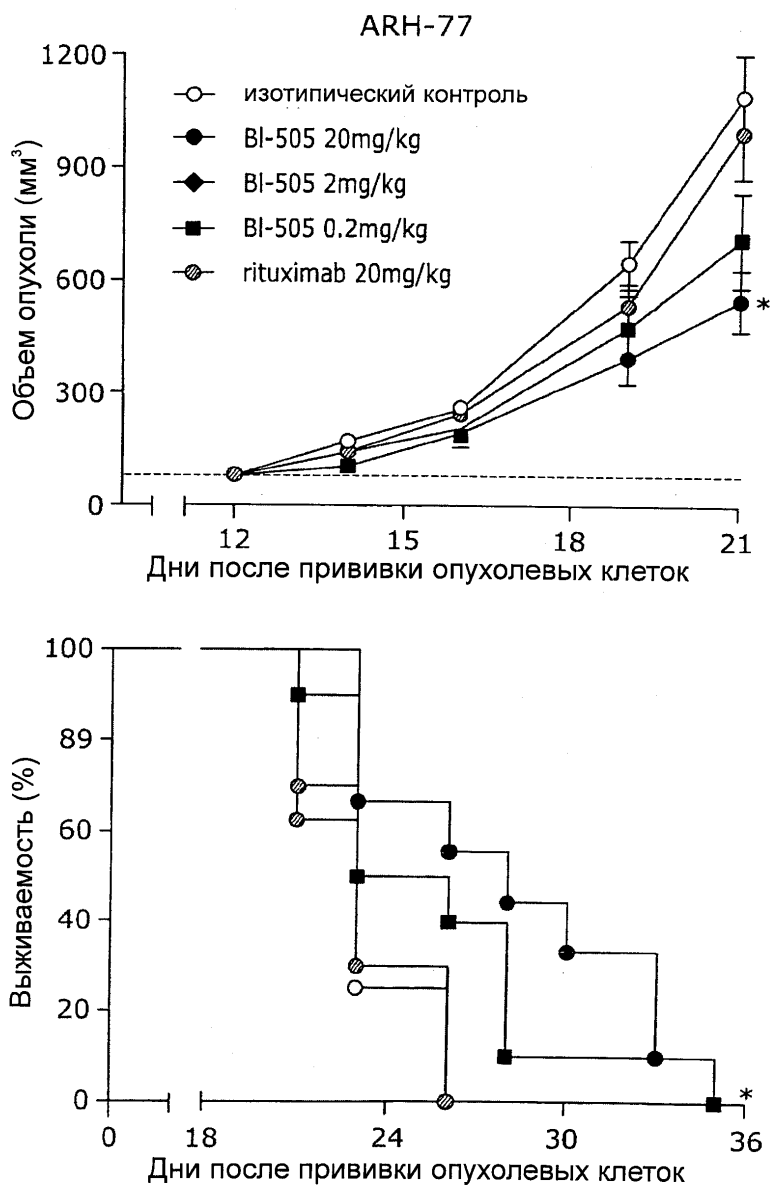 ARH-77
1200
900
600
300
0
Объем опухоли (мм³)
изотипический контроль
BI-505 20mg/kg
BI-505 2mg/kg
BI-505 0.2mg/kg
rituximab 20mg/kg
*
12 15 18 21
Дни после прививки опухолевых клеток
100
89
60
40
20
0
Выживаемость (%)
*
0 18 24 30 36
Дни после прививки опухолевых клеток